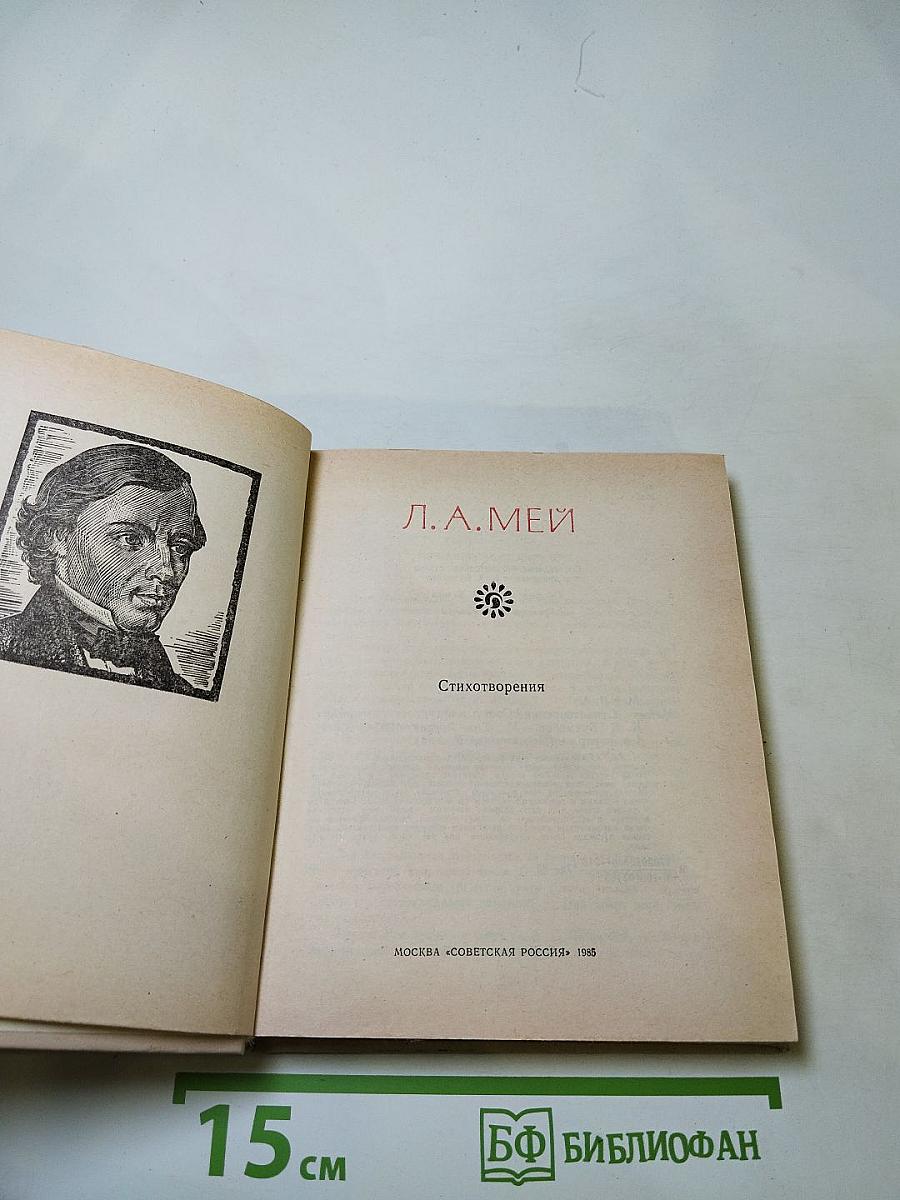 Л. А. МЕЙ
Стихотворения
МОСКВА «СОВЕТСКАЯ РОССИЯ» 1985
15 см
БФ БИБЛИОФАН